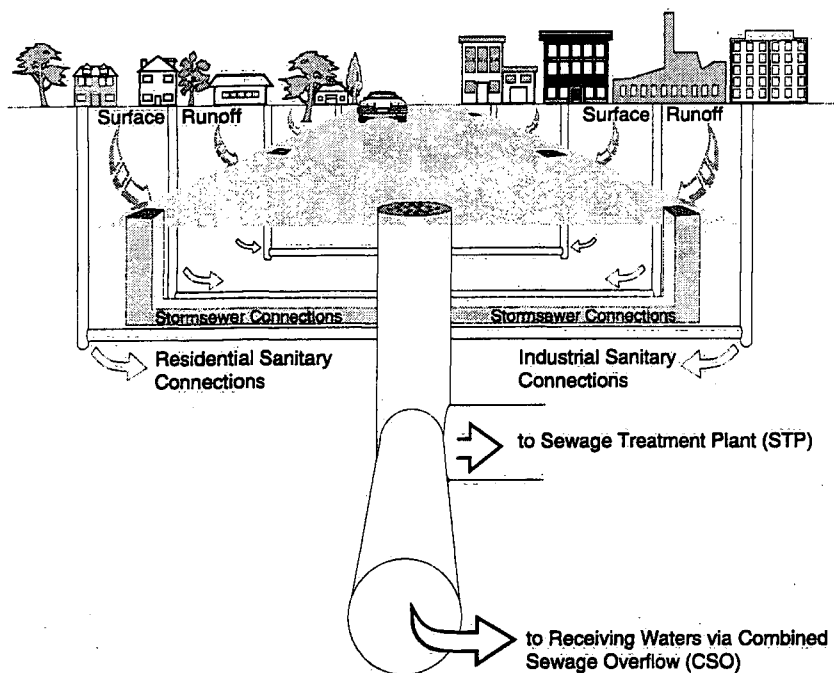 Surface Runoff
Surface Runoff
Stormsewer Connections
Stormsewer Connections
Residential Sanitary
Connections
Industrial Sanitary
Connections
to Sewage Treatment Plant (STP)
to Receiving Waters via Combined
Sewage Overflow (CSO)